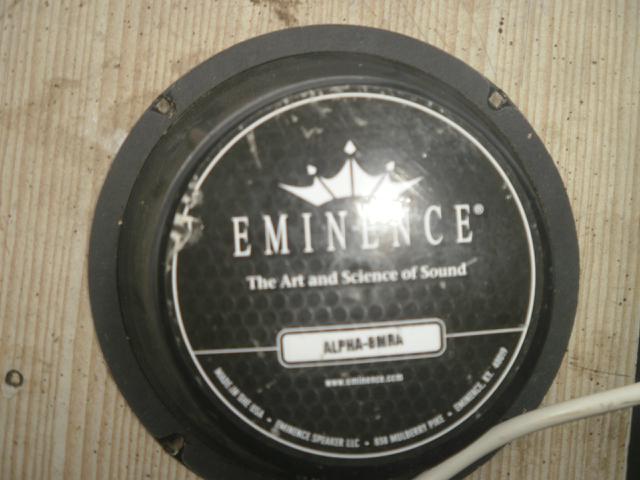 EMINENCE®
The Art and Science of Sound
ALPHA-8MRA
www.eminence.com
MADE IN THE USA • EMINENCE SPEAKER LLC • 838 MULBERRY PIKE • EMINENCE, KY. 40019